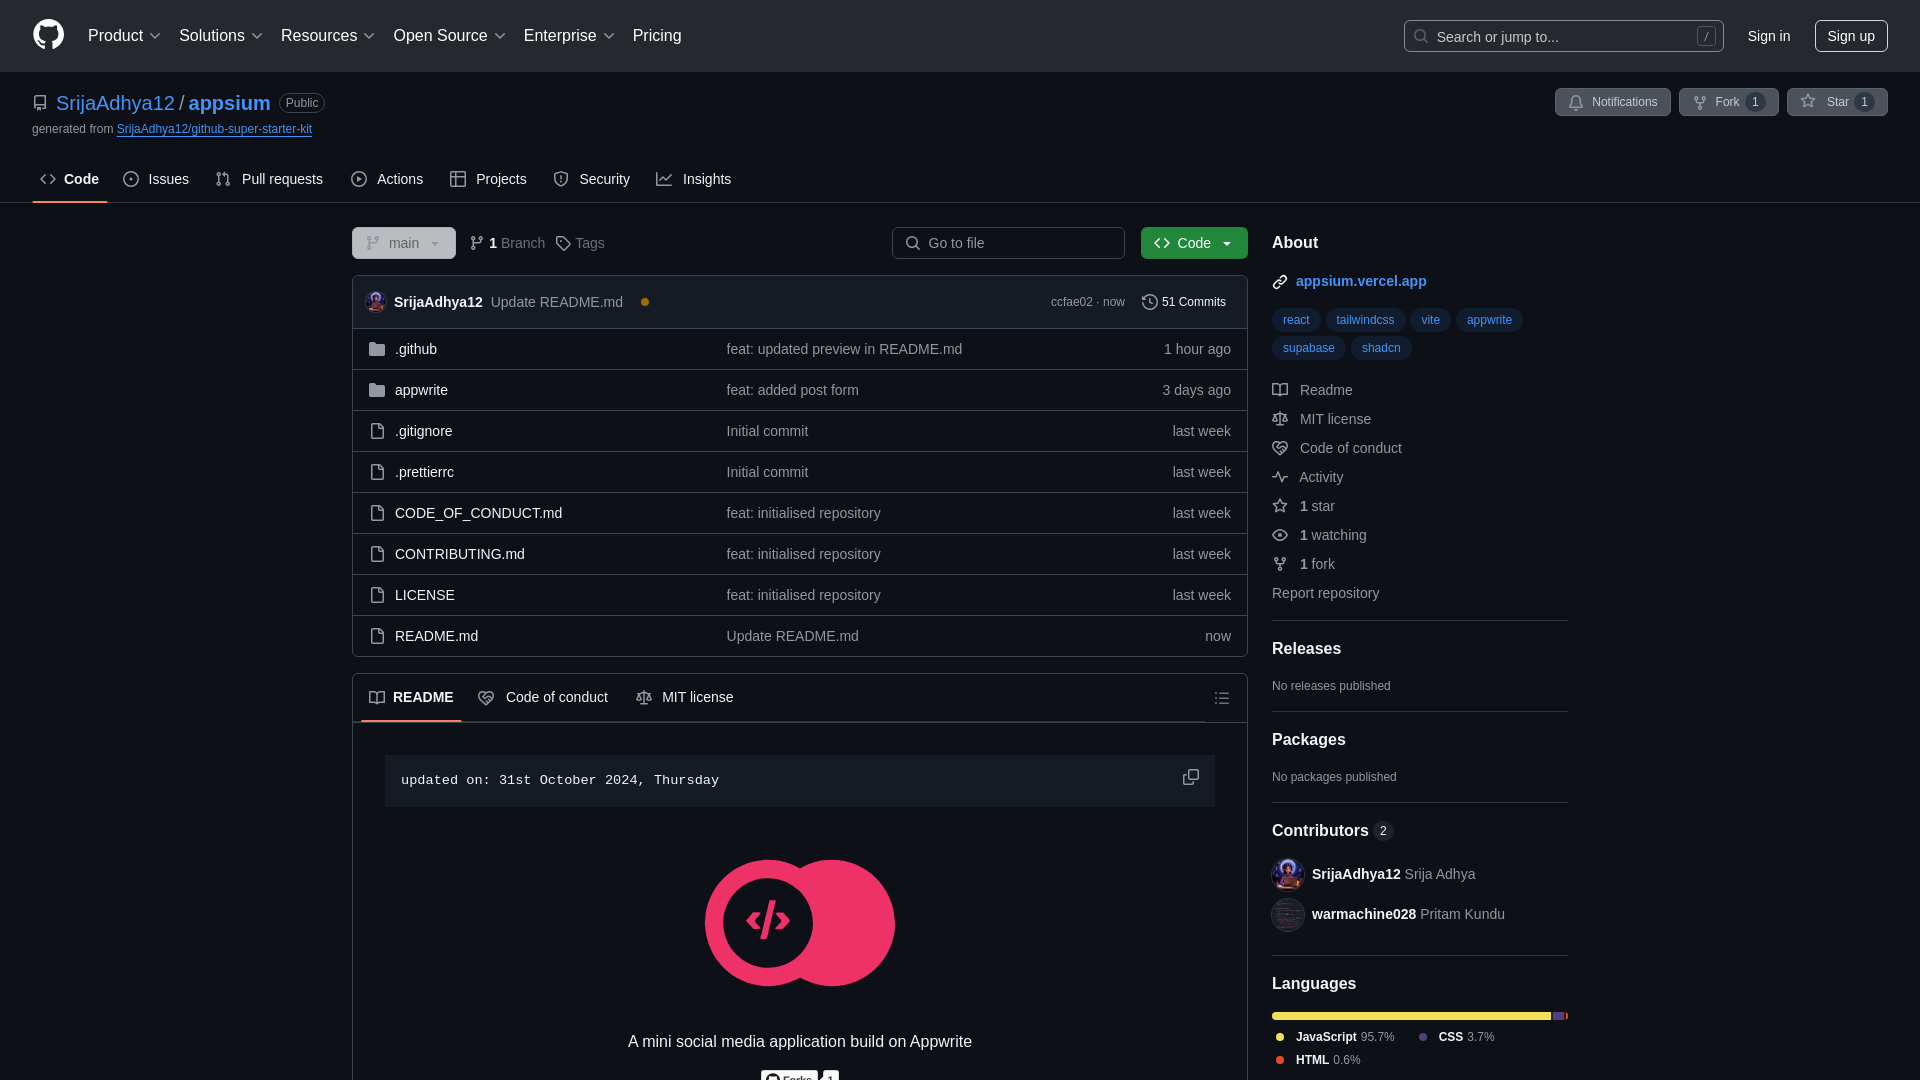 Product Solutions Resources Open Source Enterprise Pricing Search or jump to... / Sign in Sign up
SrijaAdhya12 / appsium Public Notifications Fork 1 Star 1
generated from SrijaAdhya12/github-super-starter-kit
Code Issues Pull requests Actions Projects Security Insights
main 1 Branch Tags Go to file Code
SrijaAdhya12 Update README.md ccfae02 · now 51 Commits
.github feat: updated preview in README.md 1 hour ago
appwrite feat: added post form 3 days ago
.gitignore Initial commit last week
.prettierrc Initial commit last week
CODE_OF_CONDUCT.md feat: initialised repository last week
CONTRIBUTING.md feat: initialised repository last week
LICENSE feat: initialised repository last week
README.md Update README.md now
README Code of conduct MIT license
updated on: 31st October 2024, Thursday
</>
A mini social media application build on Appwrite
Forks 1
About
appsium.vercel.app
react tailwindcss vite appwrite
supabase shadcn
Readme
MIT license
Code of conduct
Activity
1 star
1 watching
1 fork
Report repository
Releases
No releases published
Packages
No packages published
Contributors 2
SrijaAdhya12 Srija Adhya
warmachine028 Pritam Kundu
Languages
JavaScript 95.7% CSS 3.7%
HTML 0.6%